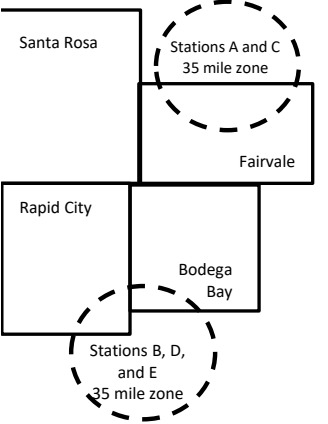 Santa Rosa
Stations A and C
35 mile zone
Fairvale
Rapid City
Bodega
Bay
Stations B, D,
and E
35 mile zone